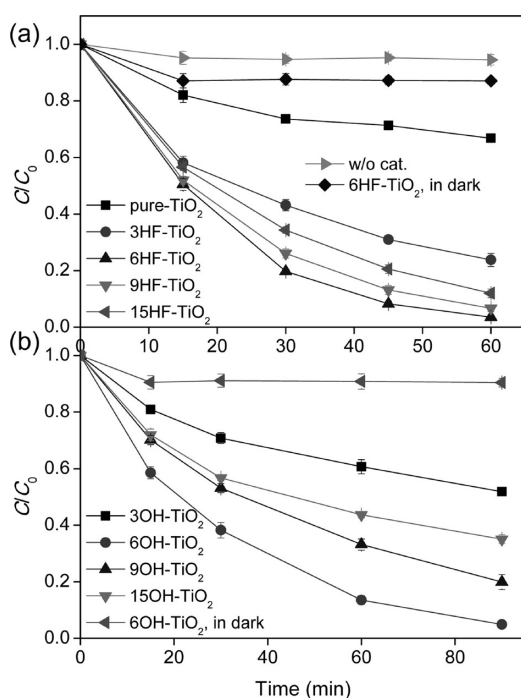 (a)
1.0
0.8
0.6
0.4
0.2
0.0
C/C₀
w/o cat.
6HF-TiO₂, in dark
pure-TiO₂
3HF-TiO₂
6HF-TiO₂
9HF-TiO₂
15HF-TiO₂
0 10 20 30 40 50 60
(b)
1.0
0.8
0.6
0.4
0.2
0.0
C/C₀
3OH-TiO₂
6OH-TiO₂
9OH-TiO₂
15OH-TiO₂
6OH-TiO₂, in dark
0 20 40 60 80
Time (min)